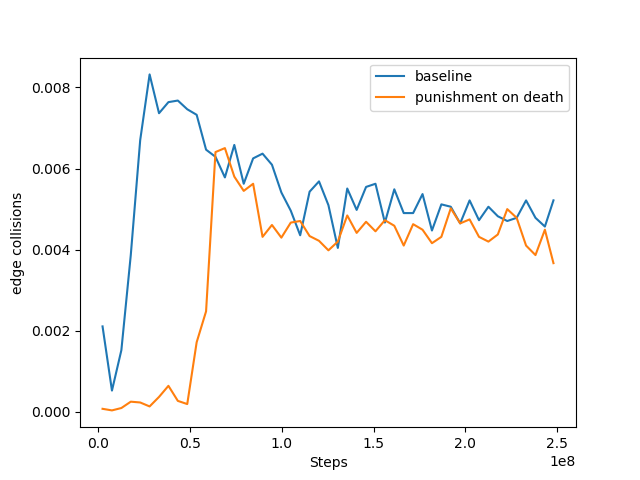 baseline
punishment on death
0.008
0.006
0.004
0.002
0.000
edge collisions
0.0 0.5 1.0 1.5 2.0 2.5
1e8
Steps